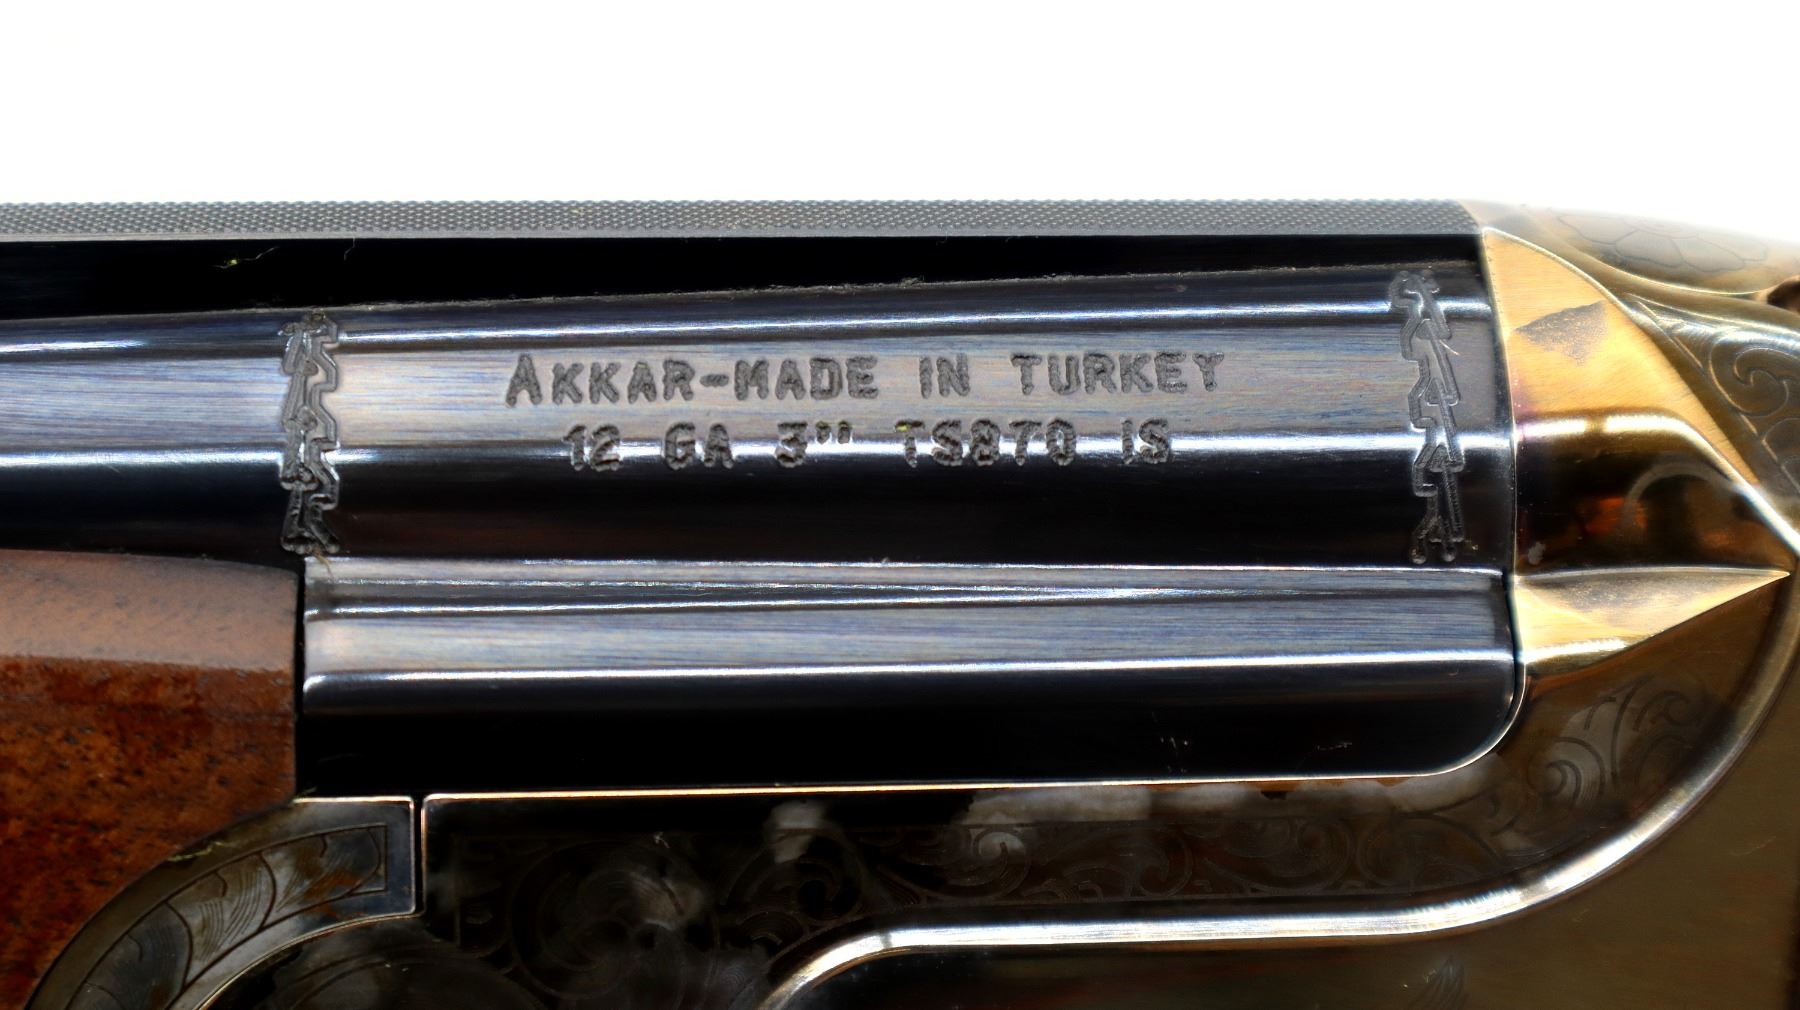 AKKAR-MADE IN TURKEY
12 GA 3" TS870 IS